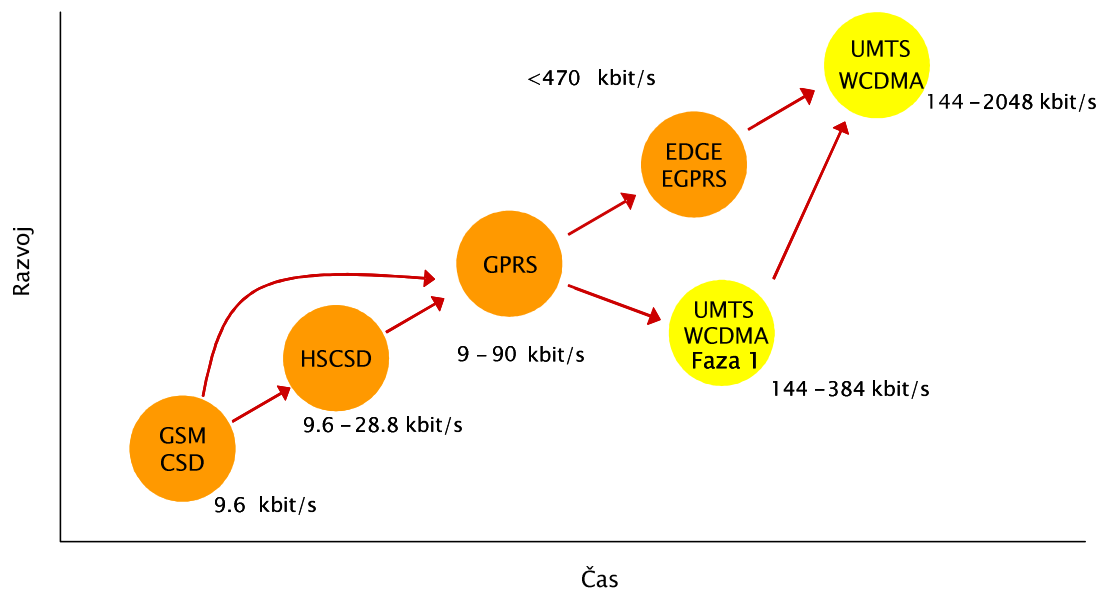 UMTS
WCDMA
<470 kbit/s
144 – 2048 kbit/s
EDGE
EGPRS
Razvoj
GPRS
UMTS
WCDMA
Faza 1
9 – 90 kbit/s
HSCSD
144 – 384 kbit/s
9.6 – 28.8 kbit/s
GSM
CSD
9.6 kbit/s
Čas